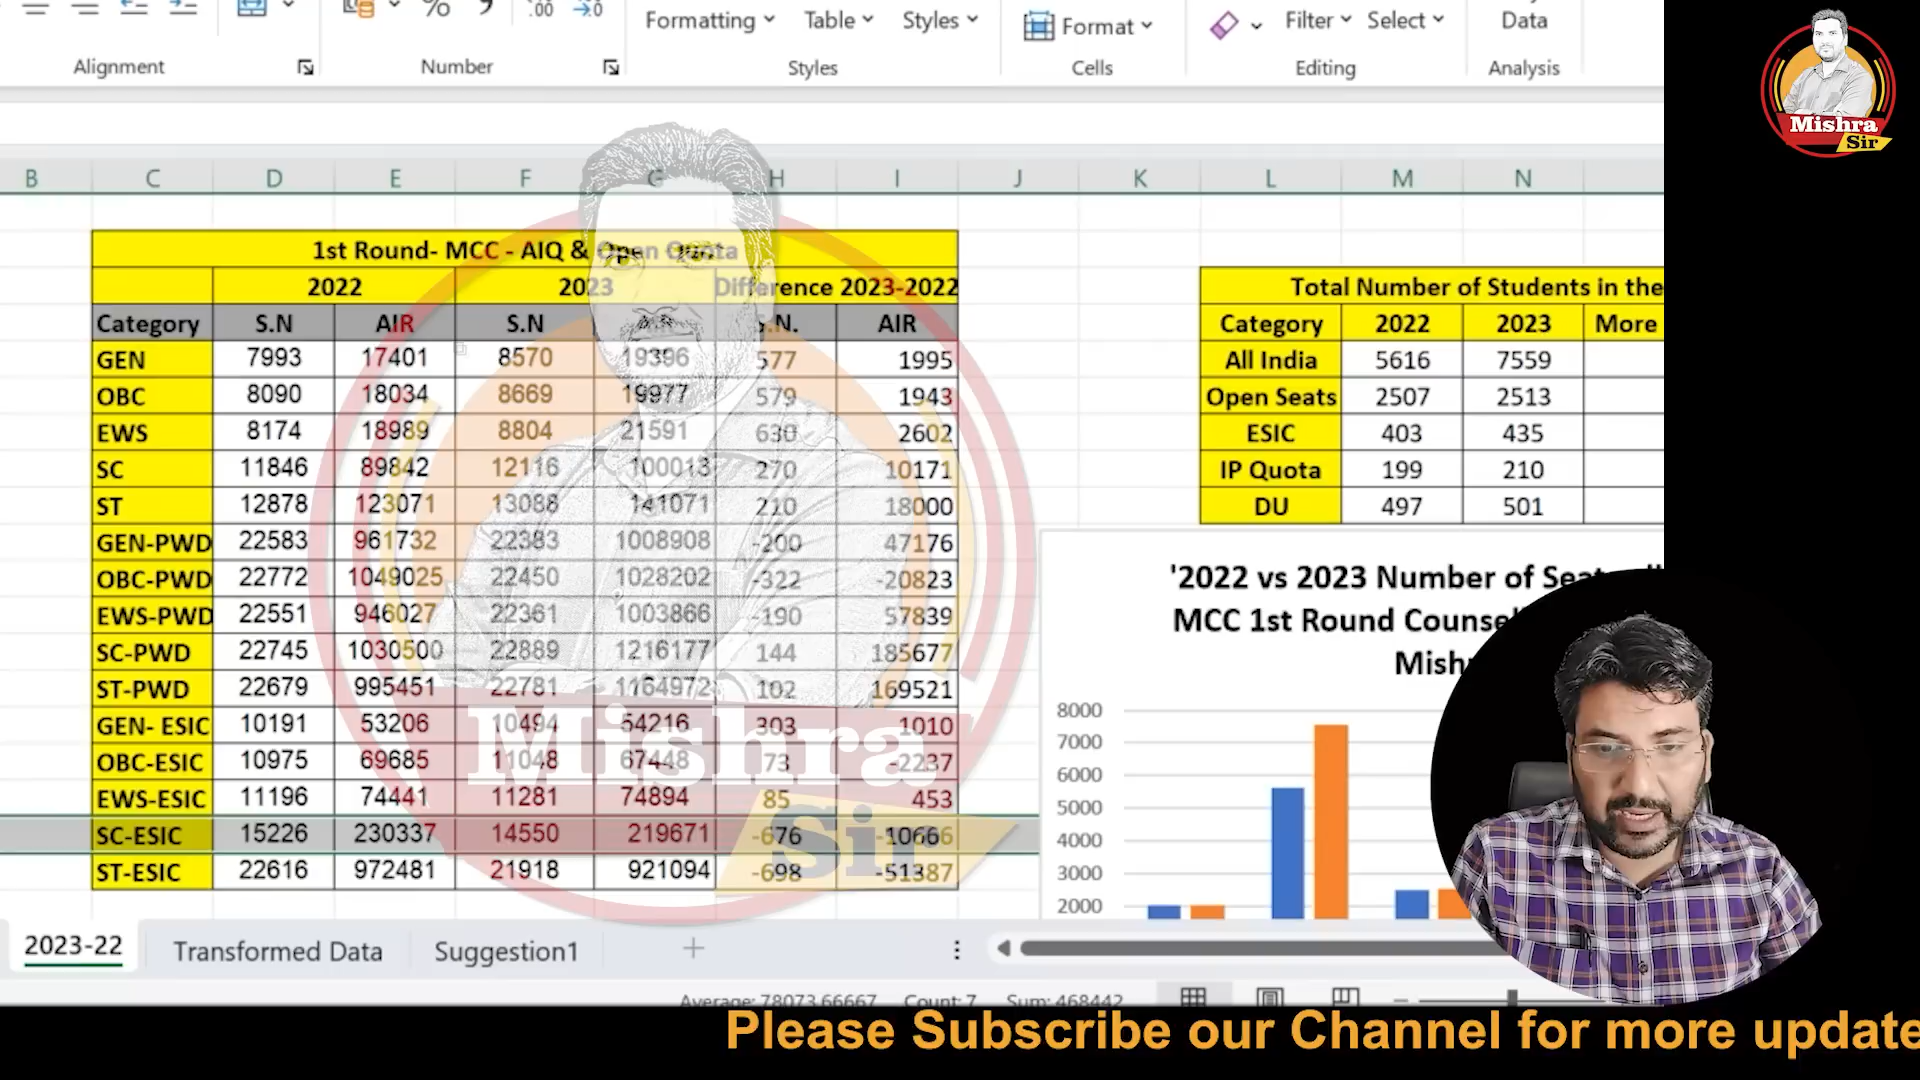 Formatting Table Styles Format Filter Select Data
Alignment Number Styles Cells Editing Analysis
B C D E F G H I J K L M N
1st Round- MCC - AIQ & Open Quota
2022 2023 Difference 2023-2022
Category S.N AIR S.N AIR S.N. AIR
GEN 7993 17401 8570 19396 577 1995
OBC 8090 18034 8669 19977 579 1943
EWS 8174 18989 8804 21591 630 2602
SC 11846 89842 12116 100013 270 10171
ST 12878 123071 13088 141071 210 18000
GEN-PWD 22583 961732 22383 1008908 -200 47176
OBC-PWD 22772 1049025 22450 1028202 -322 -20823
EWS-PWD 22551 946027 22361 1003866 -190 57839
SC-PWD 22745 1030500 22889 1216177 144 185677
ST-PWD 22679 995451 22781 1164972 102 169521
GEN- ESIC 10191 53206 10494 54216 303 1010
OBC-ESIC 10975 69685 11048 67448 73 -2237
EWS-ESIC 11196 74441 11281 74894 85 453
SC-ESIC 15226 230337 14550 219671 -676 -10666
ST-ESIC 22616 972481 21918 921094 -698 -51387
Total Number of Students in the
Category 2022 2023 More
All India 5616 7559
Open Seats 2507 2513
ESIC 403 435
IP Quota 199 210
DU 497 501
'2022 vs 2023 Number of
MCC 1st Round
8000
7000
6000
5000
4000
3000
2000
Mishra
Sir
2023-22 Transformed Data Suggestion1
Average: 78073.66667 Count: 7 Sum: 468442
Mishra
Sir
Please Subscribe our Channel for more update